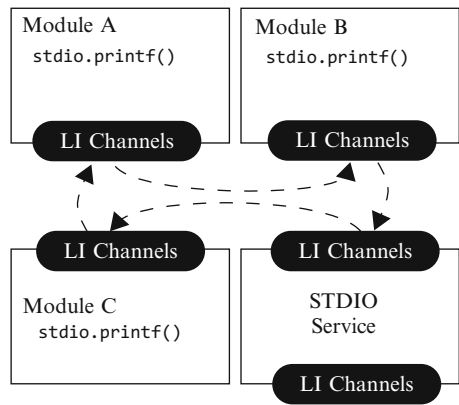 Module A
stdio.printf()
LI Channels
Module B
stdio.printf()
LI Channels
LI Channels
Module C
stdio.printf()
LI Channels
STDIO
Service
LI Channels